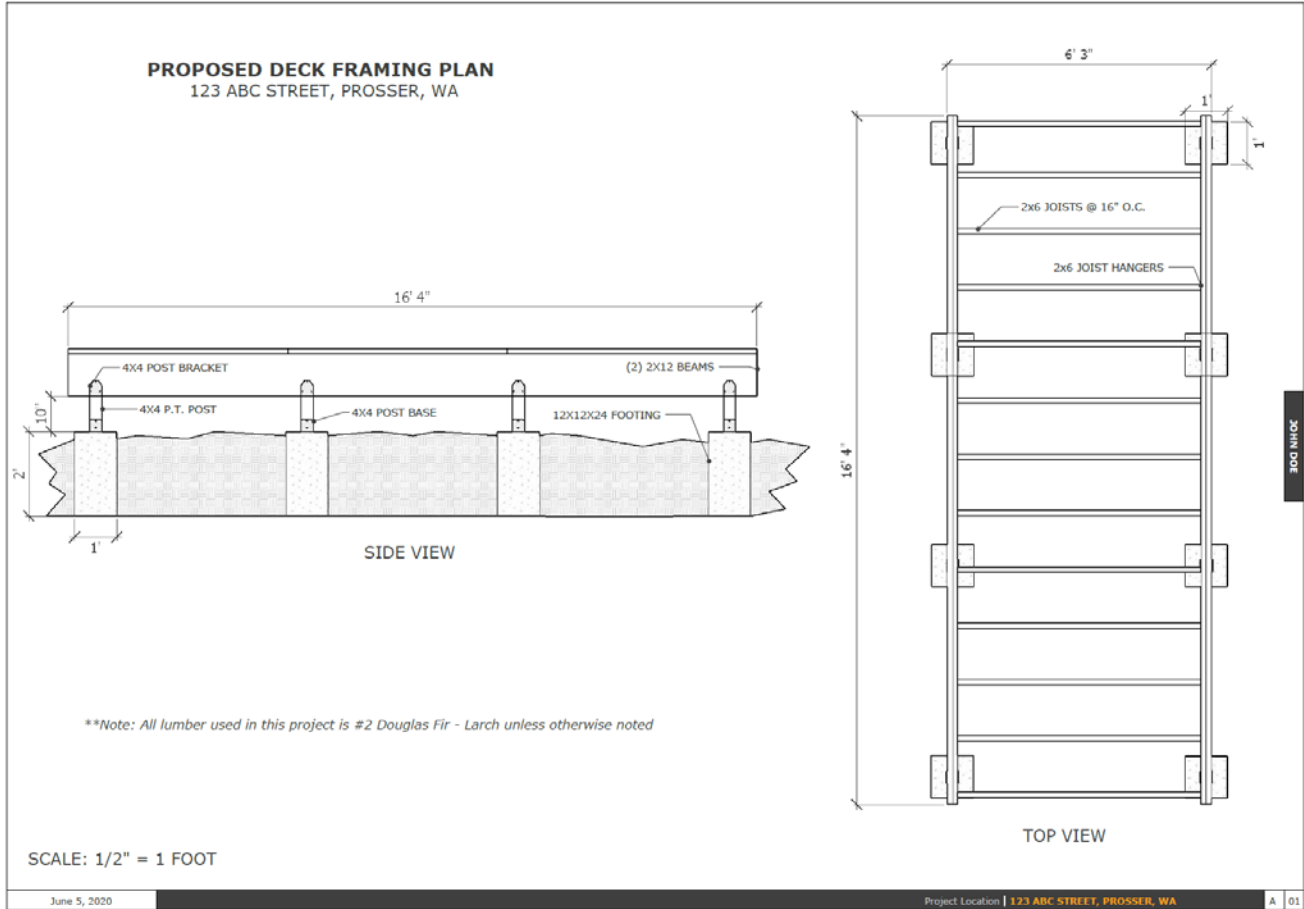 PROPOSED DECK FRAMING PLAN
123 ABC STREET, PROSSER, WA
16' 4"
4X4 POST BRACKET
(2) 2X12 BEAMS
10"
4X4 P.T. POST
4X4 POST BASE
12X12X24 FOOTING
2'
1'
SIDE VIEW
**Note: All lumber used in this project is #2 Douglas Fir - Larch unless otherwise noted
SCALE: 1/2" = 1 FOOT
6' 3"
1'
1'
2x6 JOISTS @ 16" O.C.
2x6 JOIST HANGERS
16' 4"
TOP VIEW
JOHN DOE
June 5, 2020
Project Location | 123 ABC STREET, PROSSER, WA
A 01